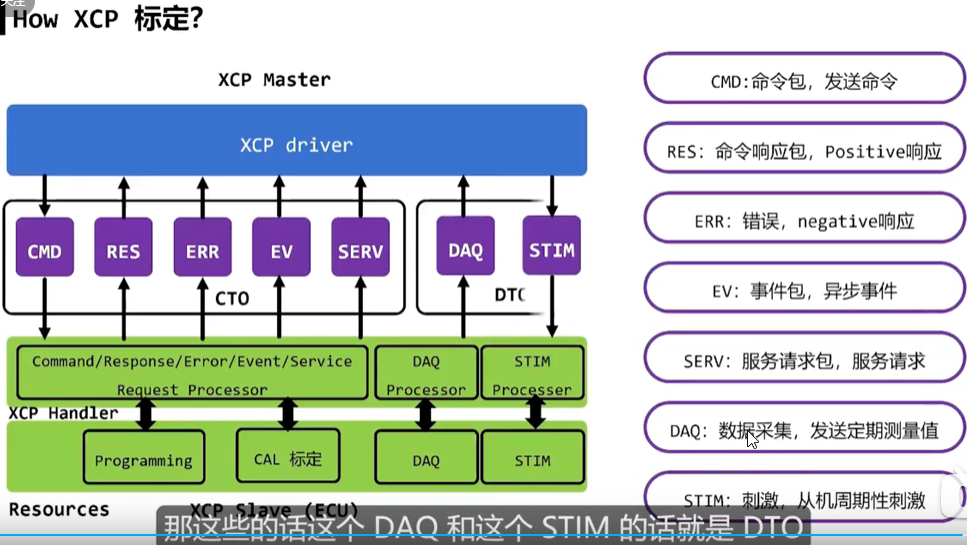 关注
How XCP 标定？
XCP Master
XCP driver
CMD
RES
ERR
EV
SERV
DAQ
STIM
CTO
DTC
Command/Response/Error/Event/Service
Request Processor
DAQ
Processor
STIM
Processer
XCP Handler
Programming
CAL 标定
DAQ
STIM
Resources
XCP Slave (ECU)
CMD:命令包，发送命令
RES：命令响应包，Positive响应
ERR：错误，negative响应
EV：事件包，异步事件
SERV：服务请求包，服务请求
DAQ：数据采集，发送定期测量值
STIM：刺激，从机周期性刺激
那这些的话这个 DAQ 和这个 STIM 的话就是 DTO